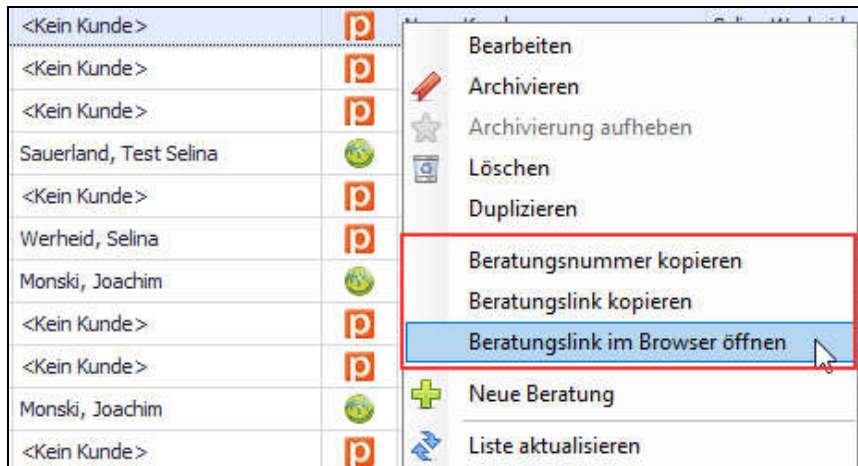 <Kein Kunde>
<Kein Kunde>
<Kein Kunde>
Sauerland, Test Selina
<Kein Kunde>
Werheid, Selina
Monski, Joachim
<Kein Kunde>
<Kein Kunde>
Monski, Joachim
<Kein Kunde>
Bearbeiten
Archivieren
Archivierung aufheben
Löschen
Duplizieren
Beratungsnummer kopieren
Beratungslink kopieren
Beratungslink im Browser öffnen
Neue Beratung
Liste aktualisieren